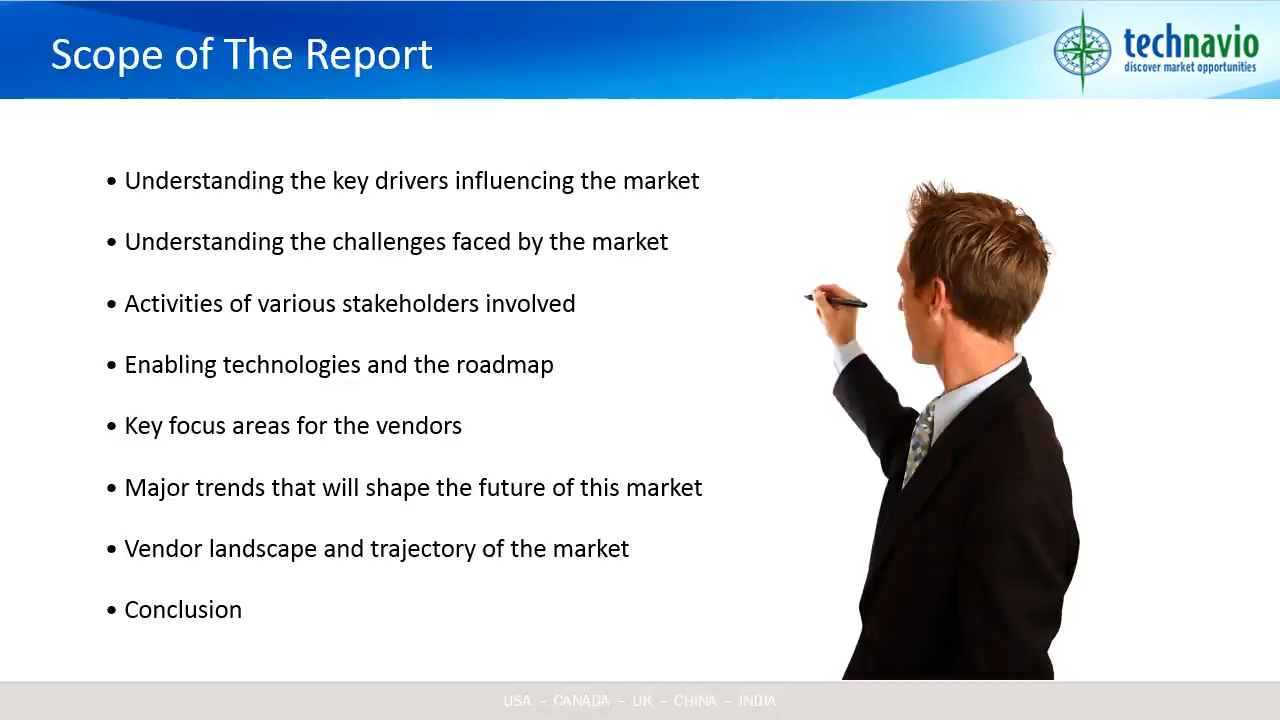 Scope of The Report
technavio
discover market opportunities
• Understanding the key drivers influencing the market
• Understanding the challenges faced by the market
• Activities of various stakeholders involved
• Enabling technologies and the roadmap
• Key focus areas for the vendors
• Major trends that will shape the future of this market
• Vendor landscape and trajectory of the market
• Conclusion
USA – CANADA – UK – CHINA – INDIA